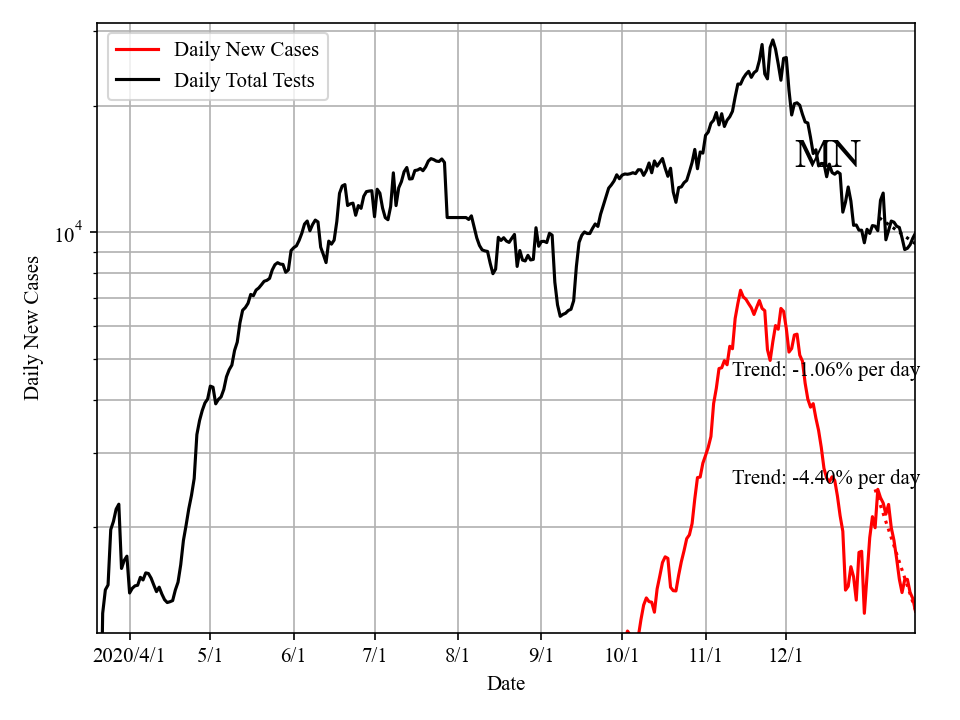 Daily New Cases
Daily Total Tests
MN
10^4
Trend: -1.06% per day
Trend: -4.40% per day
Daily New Cases
2020/4/1 5/1 6/1 7/1 8/1 9/1 10/1 11/1 12/1
Date